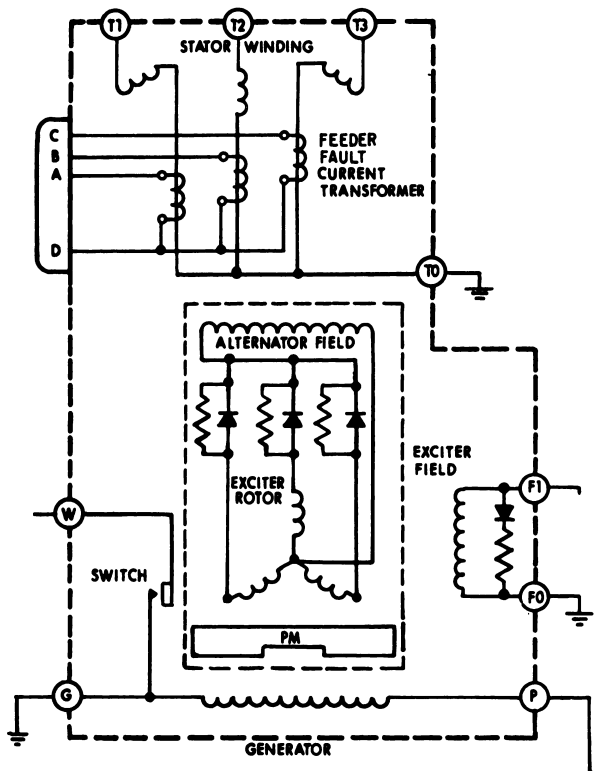 T1
T2
T3
STATOR WINDING
C
B
A
D
FEEDER
FAULT
CURRENT
TRANSFORMER
T0
ALTERNATOR FIELD
EXCITER
ROTOR
EXCITER
FIELD
F1
W
SWITCH
F0
PM
G
P
GENERATOR